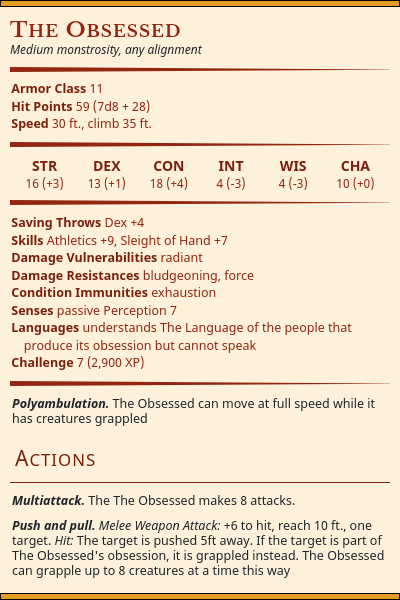 The Obsessed
Medium monstrosity, any alignment
Armor Class 11
Hit Points 59 (7d8 + 28)
Speed 30 ft., climb 35 ft.
STR DEX CON INT WIS CHA
16 (+3) 13 (+1) 18 (+4) 4 (-3) 4 (-3) 10 (+0)
Saving Throws Dex +4
Skills Athletics +9, Sleight of Hand +7
Damage Vulnerabilities radiant
Damage Resistances bludgeoning, force
Condition Immunities exhaustion
Senses passive Perception 7
Languages understands The Language of the people that
produce its obsession but cannot speak
Challenge 7 (2,900 XP)
Polyambulation. The Obsessed can move at full speed while it
has creatures grappled
Actions
Multiattack. The The Obsessed makes 8 attacks.
Push and pull. Melee Weapon Attack: +6 to hit, reach 10 ft., one
target. Hit: The target is pushed 5ft away. If the target is part of
The Obsessed's obsession, it is grappled instead. The Obsessed
can grapple up to 8 creatures at a time this way